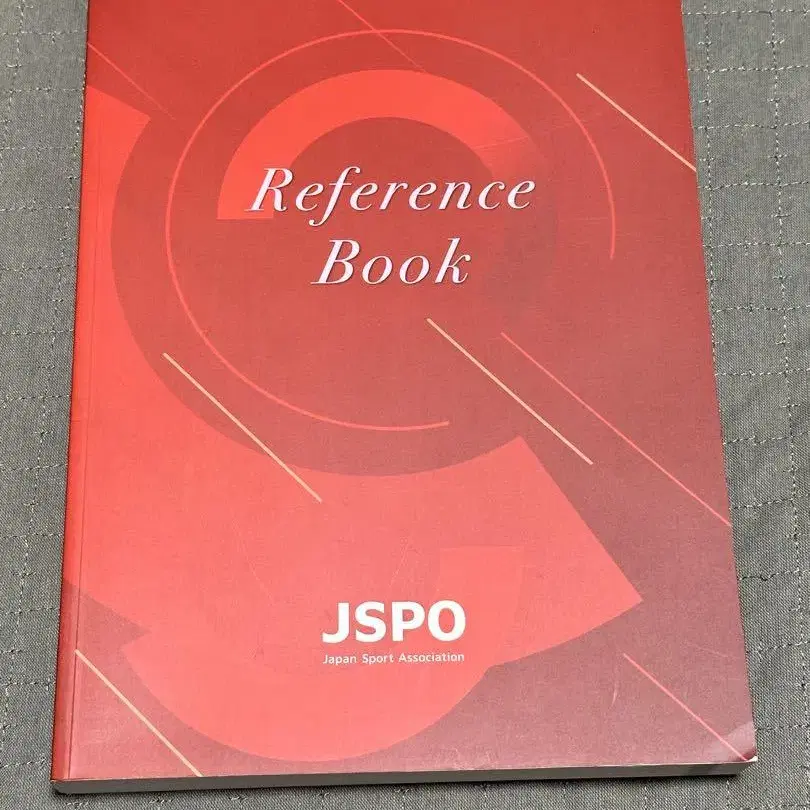 Reference
Book
JSPO
Japan Sport Association